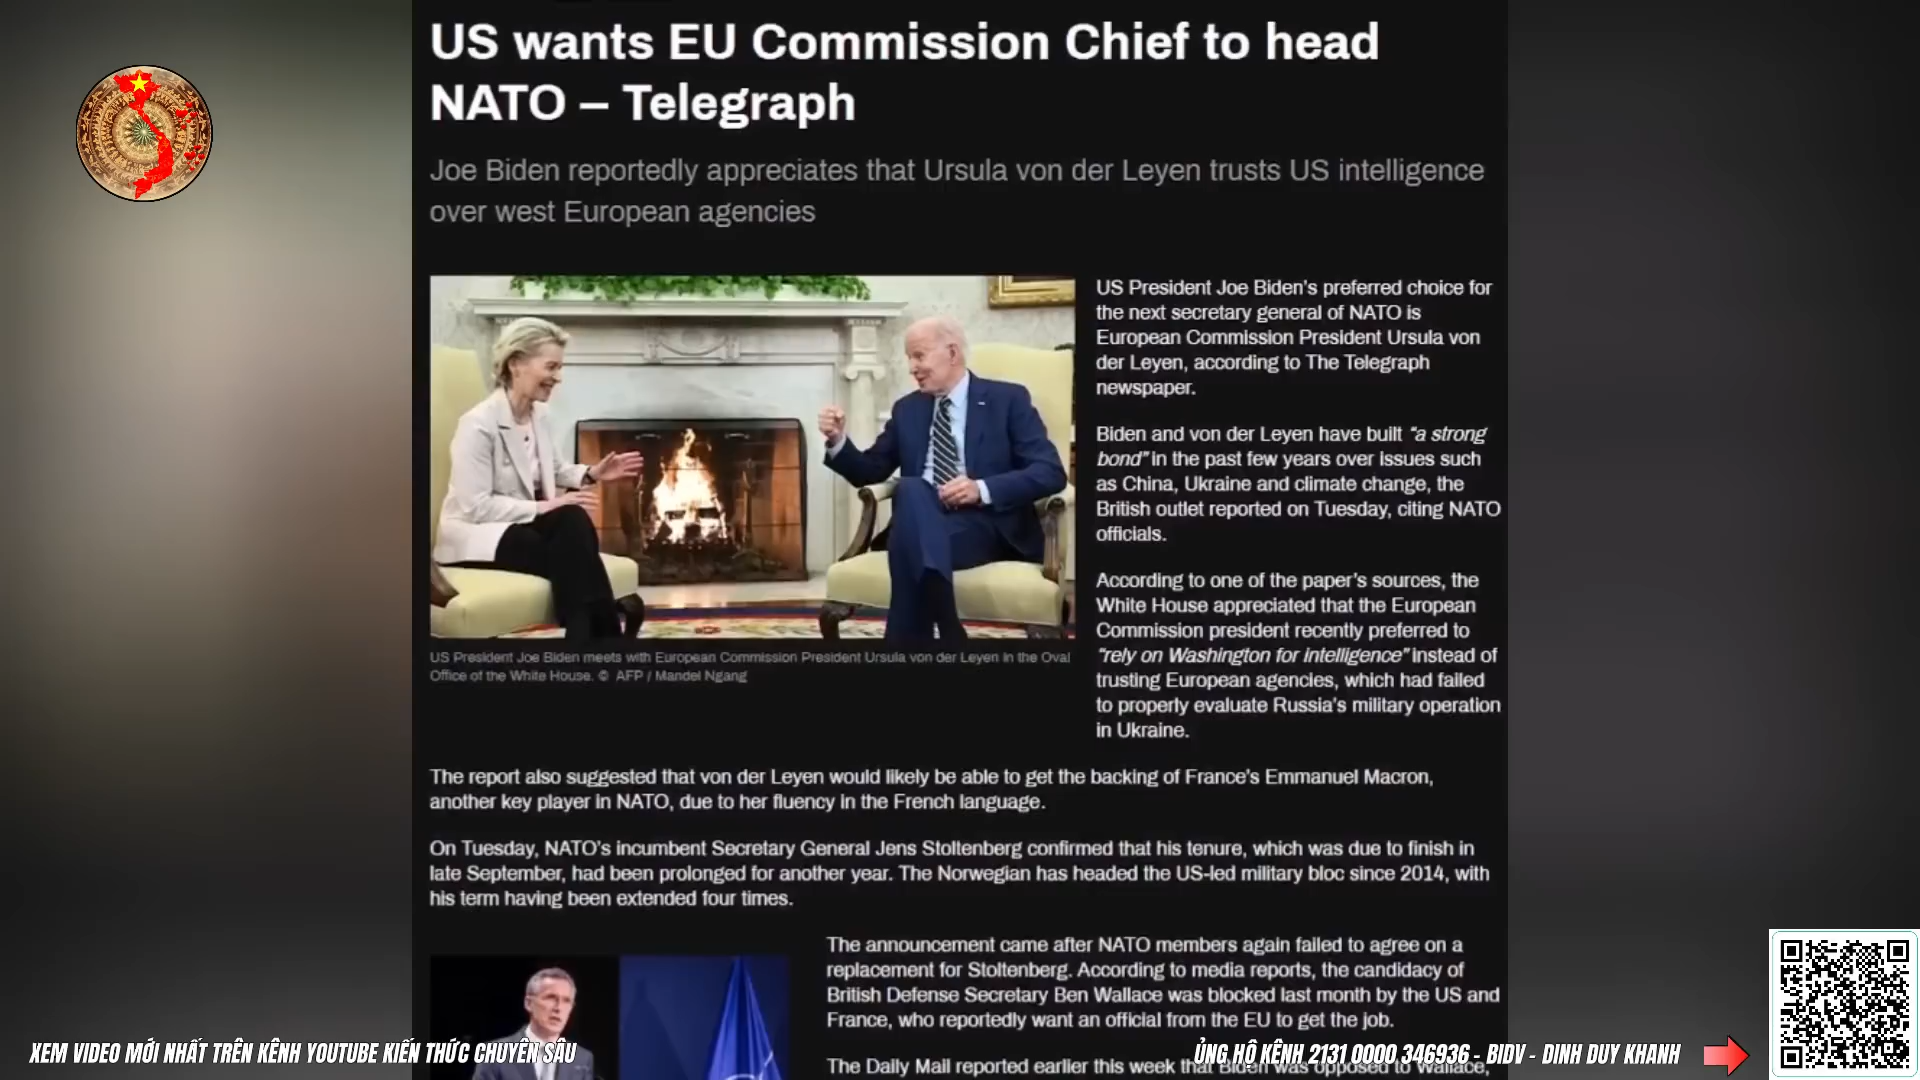 US wants EU Commission Chief to head
NATO – Telegraph
Joe Biden reportedly appreciates that Ursula von der Leyen trusts US intelligence
over west European agencies
US President Joe Biden's preferred choice for
the next secretary general of NATO is
European Commission President Ursula von
der Leyen, according to The Telegraph
newspaper.
Biden and von der Leyen have built “a strong
bond” in the past few years over issues such
as China, Ukraine and climate change, the
British outlet reported on Tuesday, citing NATO
officials.
According to one of the paper's sources, the
White House appreciated that the European
Commission president recently preferred to
“rely on Washington for intelligence” instead of
trusting European agencies, which had failed
to properly evaluate Russia's military operation
in Ukraine.
US President Joe Biden meets with European Commission President Ursula von der Leyen in the Oval
Office of the White House. © AFP / Mandel Ngang
The report also suggested that von der Leyen would likely be able to get the backing of France's Emmanuel Macron,
another key player in NATO, due to her fluency in the French language.
On Tuesday, NATO's incumbent Secretary General Jens Stoltenberg confirmed that his tenure, which was due to finish in
late September, had been prolonged for another year. The Norwegian has headed the US-led military bloc since 2014, with
his term having been extended four times.
The announcement came after NATO members again failed to agree on a
replacement for Stoltenberg. According to media reports, the candidacy of
British Defense Secretary Ben Wallace was blocked last month by the US and
France, who reportedly want an official from the EU to get the job.
The Daily Mail reported earlier this week that Biden was opposed to Wallace,
XEM VIDEO MỚI NHẤT TRÊN KÊNH YOUTUBE KIẾN THỨC CHUYÊN SÂU
ỦNG HỘ KÊNH 2131 0000 346936 - BIDV - DINH DUY KHANH